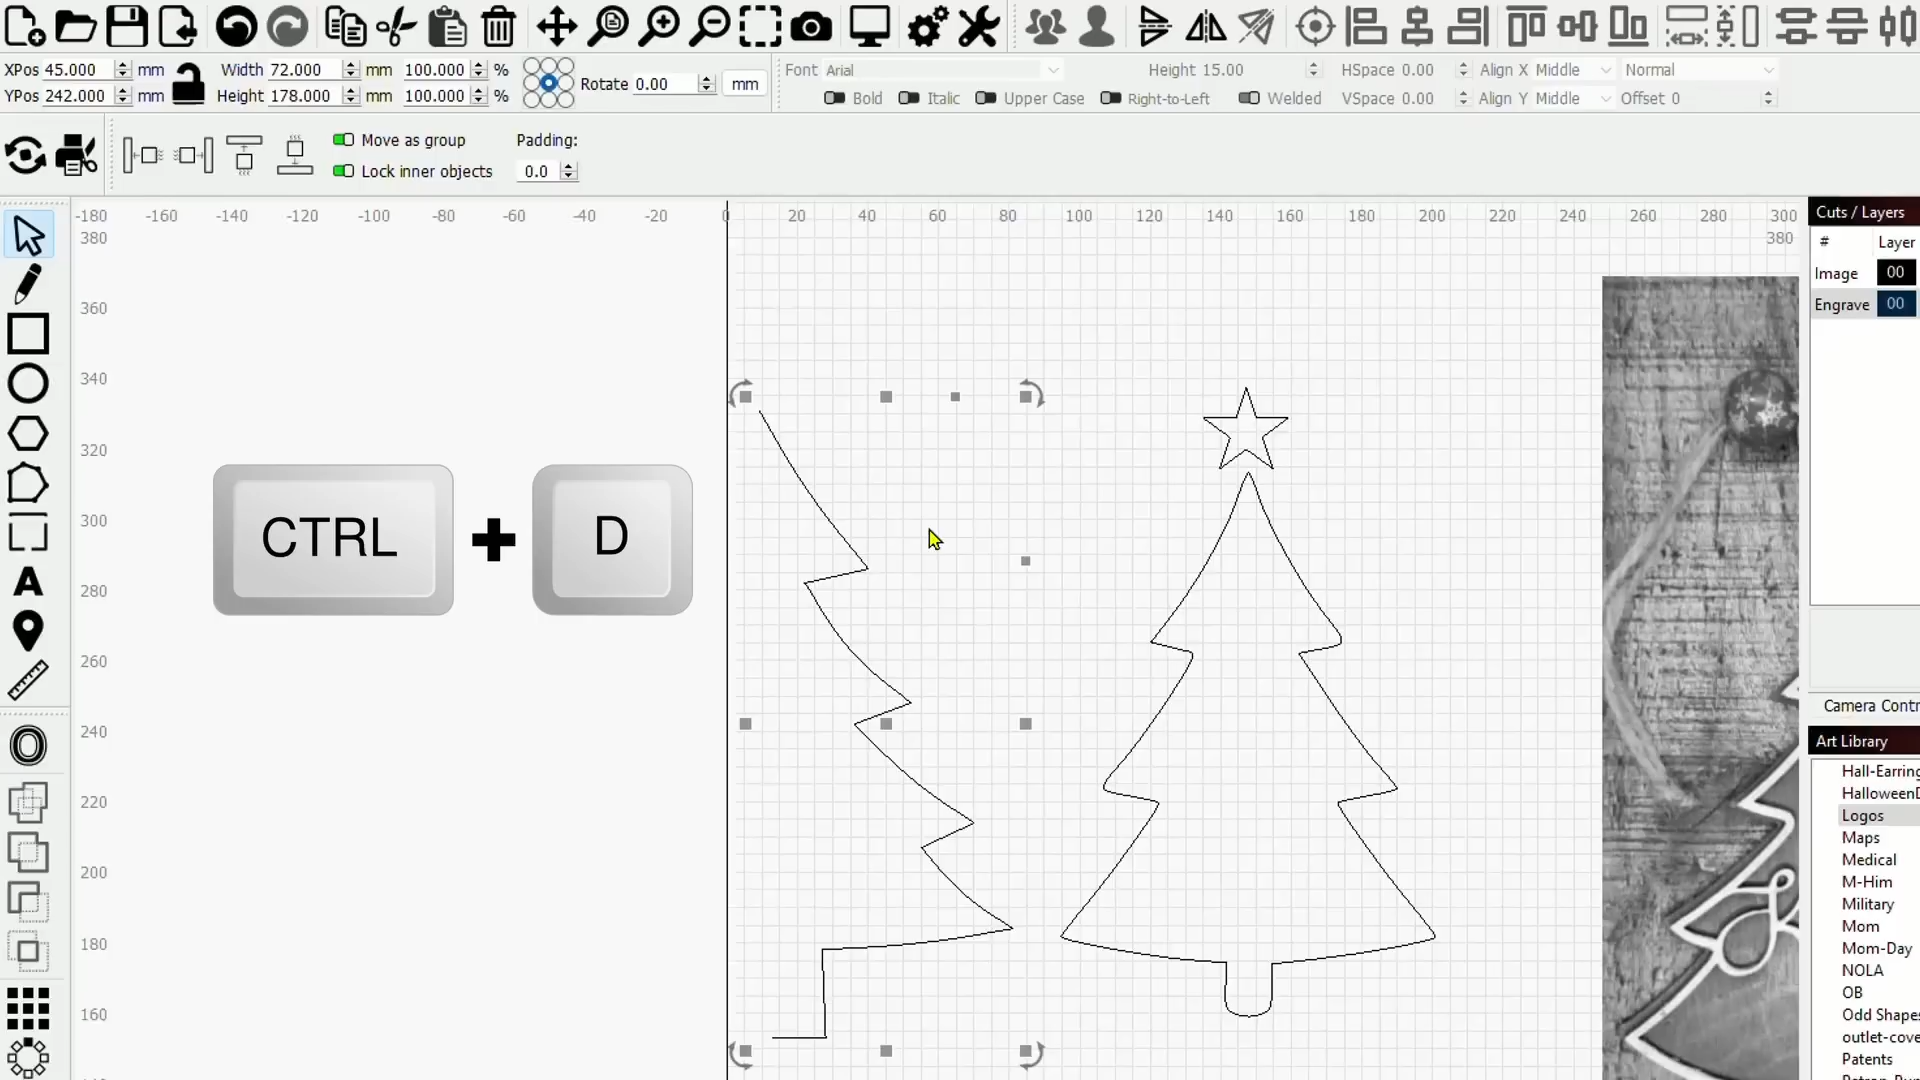 XPos 45.000 mm Width 72.000 mm 100.000 % Rotate 0.00 mm Font Arial Height 15.00 HSpace 0.00 Align X Middle Normal
YPos 242.000 mm Height 178.000 mm 100.000 % Bold Italic Upper Case Right-to-Left Welded VSpace 0.00 Align Y Middle Offset 0
Move as group Padding:
Lock inner objects 0.0
-180 -160 -140 -120 -100 -80 -60 -40 -20 0 20 40 60 80 100 120 140 160 180 200 220 240 260 280 300
380 380
360
340
320
300
280
260
240
220
200
180
160
CTRL + D
A
Cuts / Layers
# Layer
Image 00
Engrave 00
Camera Contr
Art Library
Hall-Earring
Halloween
Logos
Maps
Medical
M-Him
Military
Mom
Mom-Day
NOLA
OB
Odd Shapes
outlet-cove
Patents